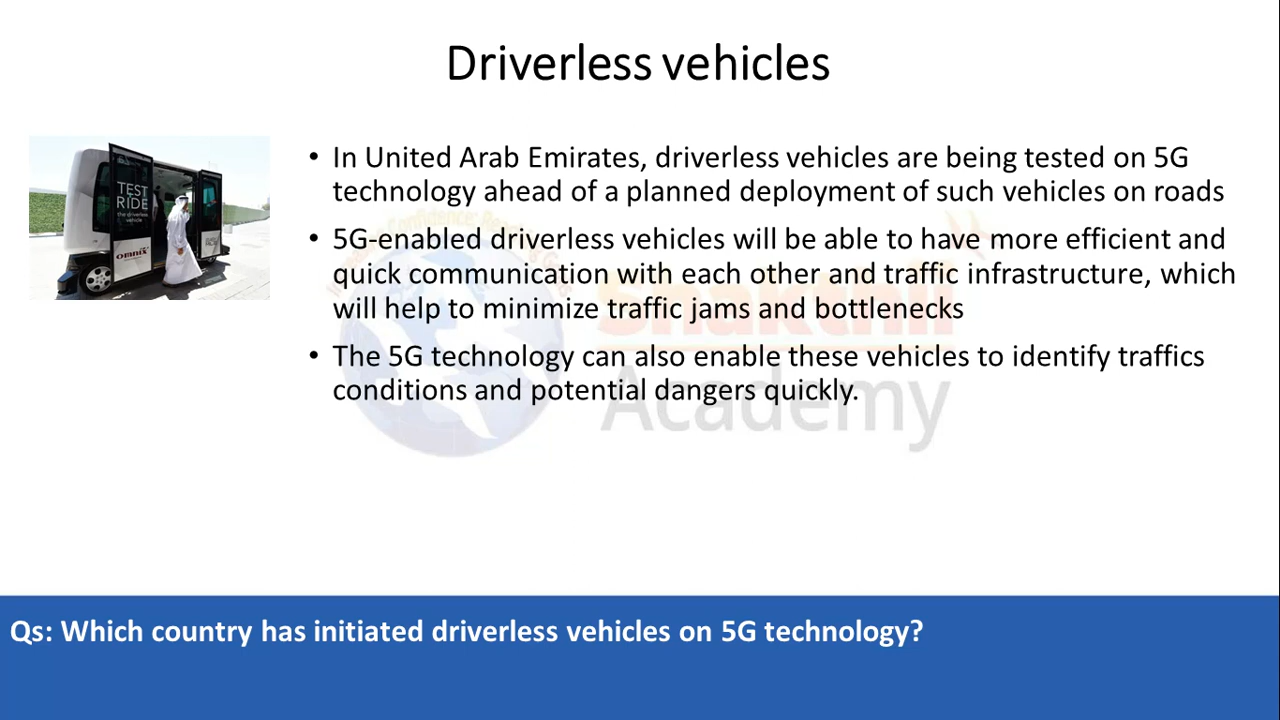 Driverless vehicles
• In United Arab Emirates, driverless vehicles are being tested on 5G
technology ahead of a planned deployment of such vehicles on roads
• 5G-enabled driverless vehicles will be able to have more efficient and
quick communication with each other and traffic infrastructure, which
will help to minimize traffic jams and bottlenecks
• The 5G technology can also enable these vehicles to identify traffics
conditions and potential dangers quickly.
TEST
RIDE
the driverless
vehicle
omnix
Shakthii
Academy
Qs: Which country has initiated driverless vehicles on 5G technology?